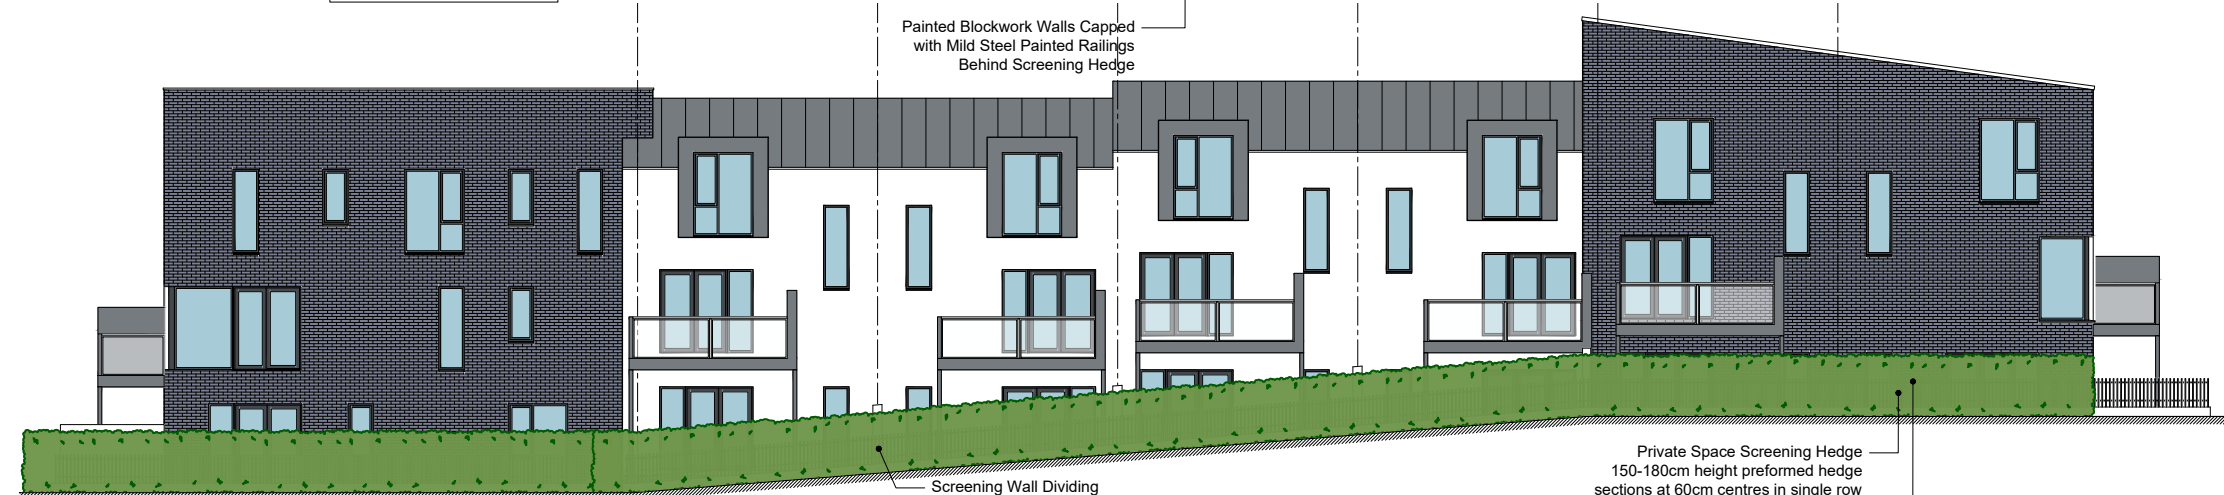 Painted Blockwork Walls Capped
with Mild Steel Painted Railings
Behind Screening Hedge
Private Space Screening Hedge
150-180cm height preformed hedge
sections at 60cm centres in single row
Screening Wall Dividing